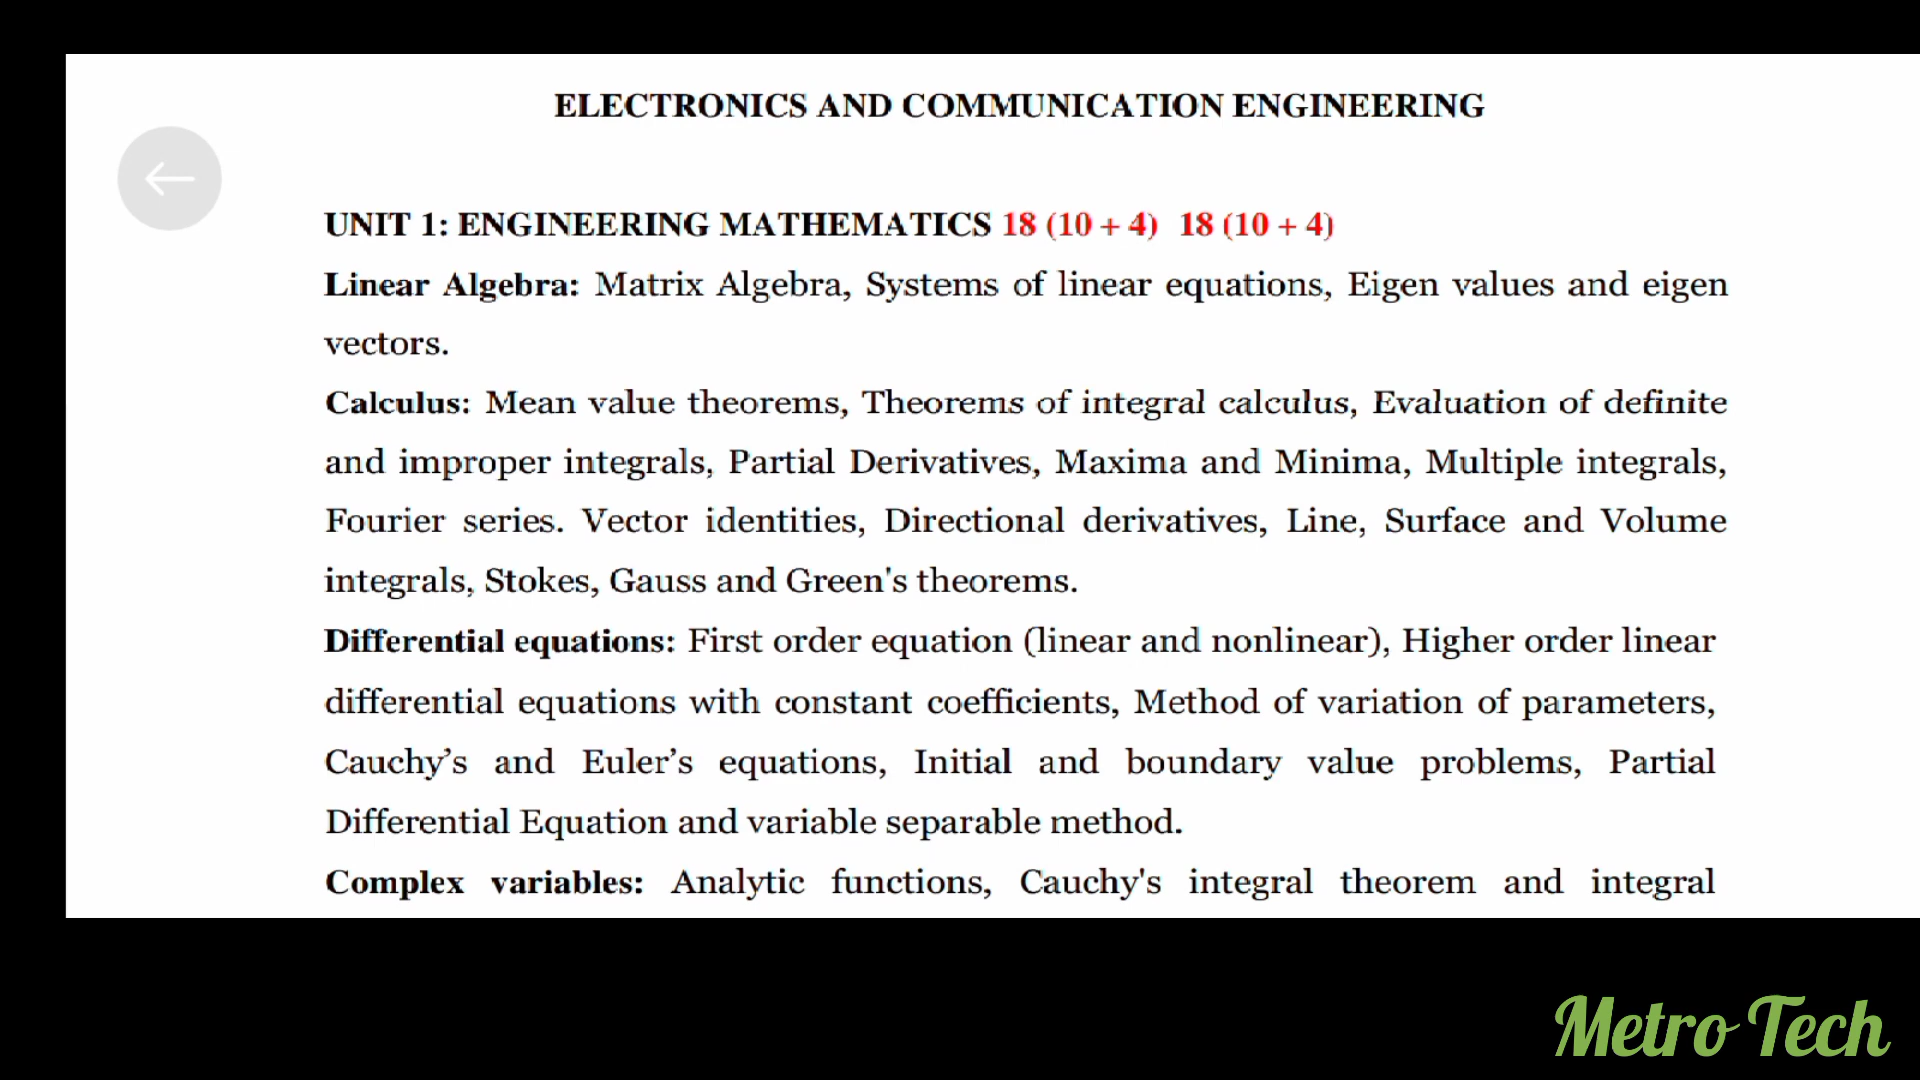 ELECTRONICS AND COMMUNICATION ENGINEERING
UNIT 1: ENGINEERING MATHEMATICS 18 (10 + 4) 18 (10 + 4)
Linear Algebra: Matrix Algebra, Systems of linear equations, Eigen values and eigen
vectors.
Calculus: Mean value theorems, Theorems of integral calculus, Evaluation of definite
and improper integrals, Partial Derivatives, Maxima and Minima, Multiple integrals,
Fourier series. Vector identities, Directional derivatives, Line, Surface and Volume
integrals, Stokes, Gauss and Green's theorems.
Differential equations: First order equation (linear and nonlinear), Higher order linear
differential equations with constant coefficients, Method of variation of parameters,
Cauchy’s and Euler’s equations, Initial and boundary value problems, Partial
Differential Equation and variable separable method.
Complex variables: Analytic functions, Cauchy's integral theorem and integral
Metro Tech